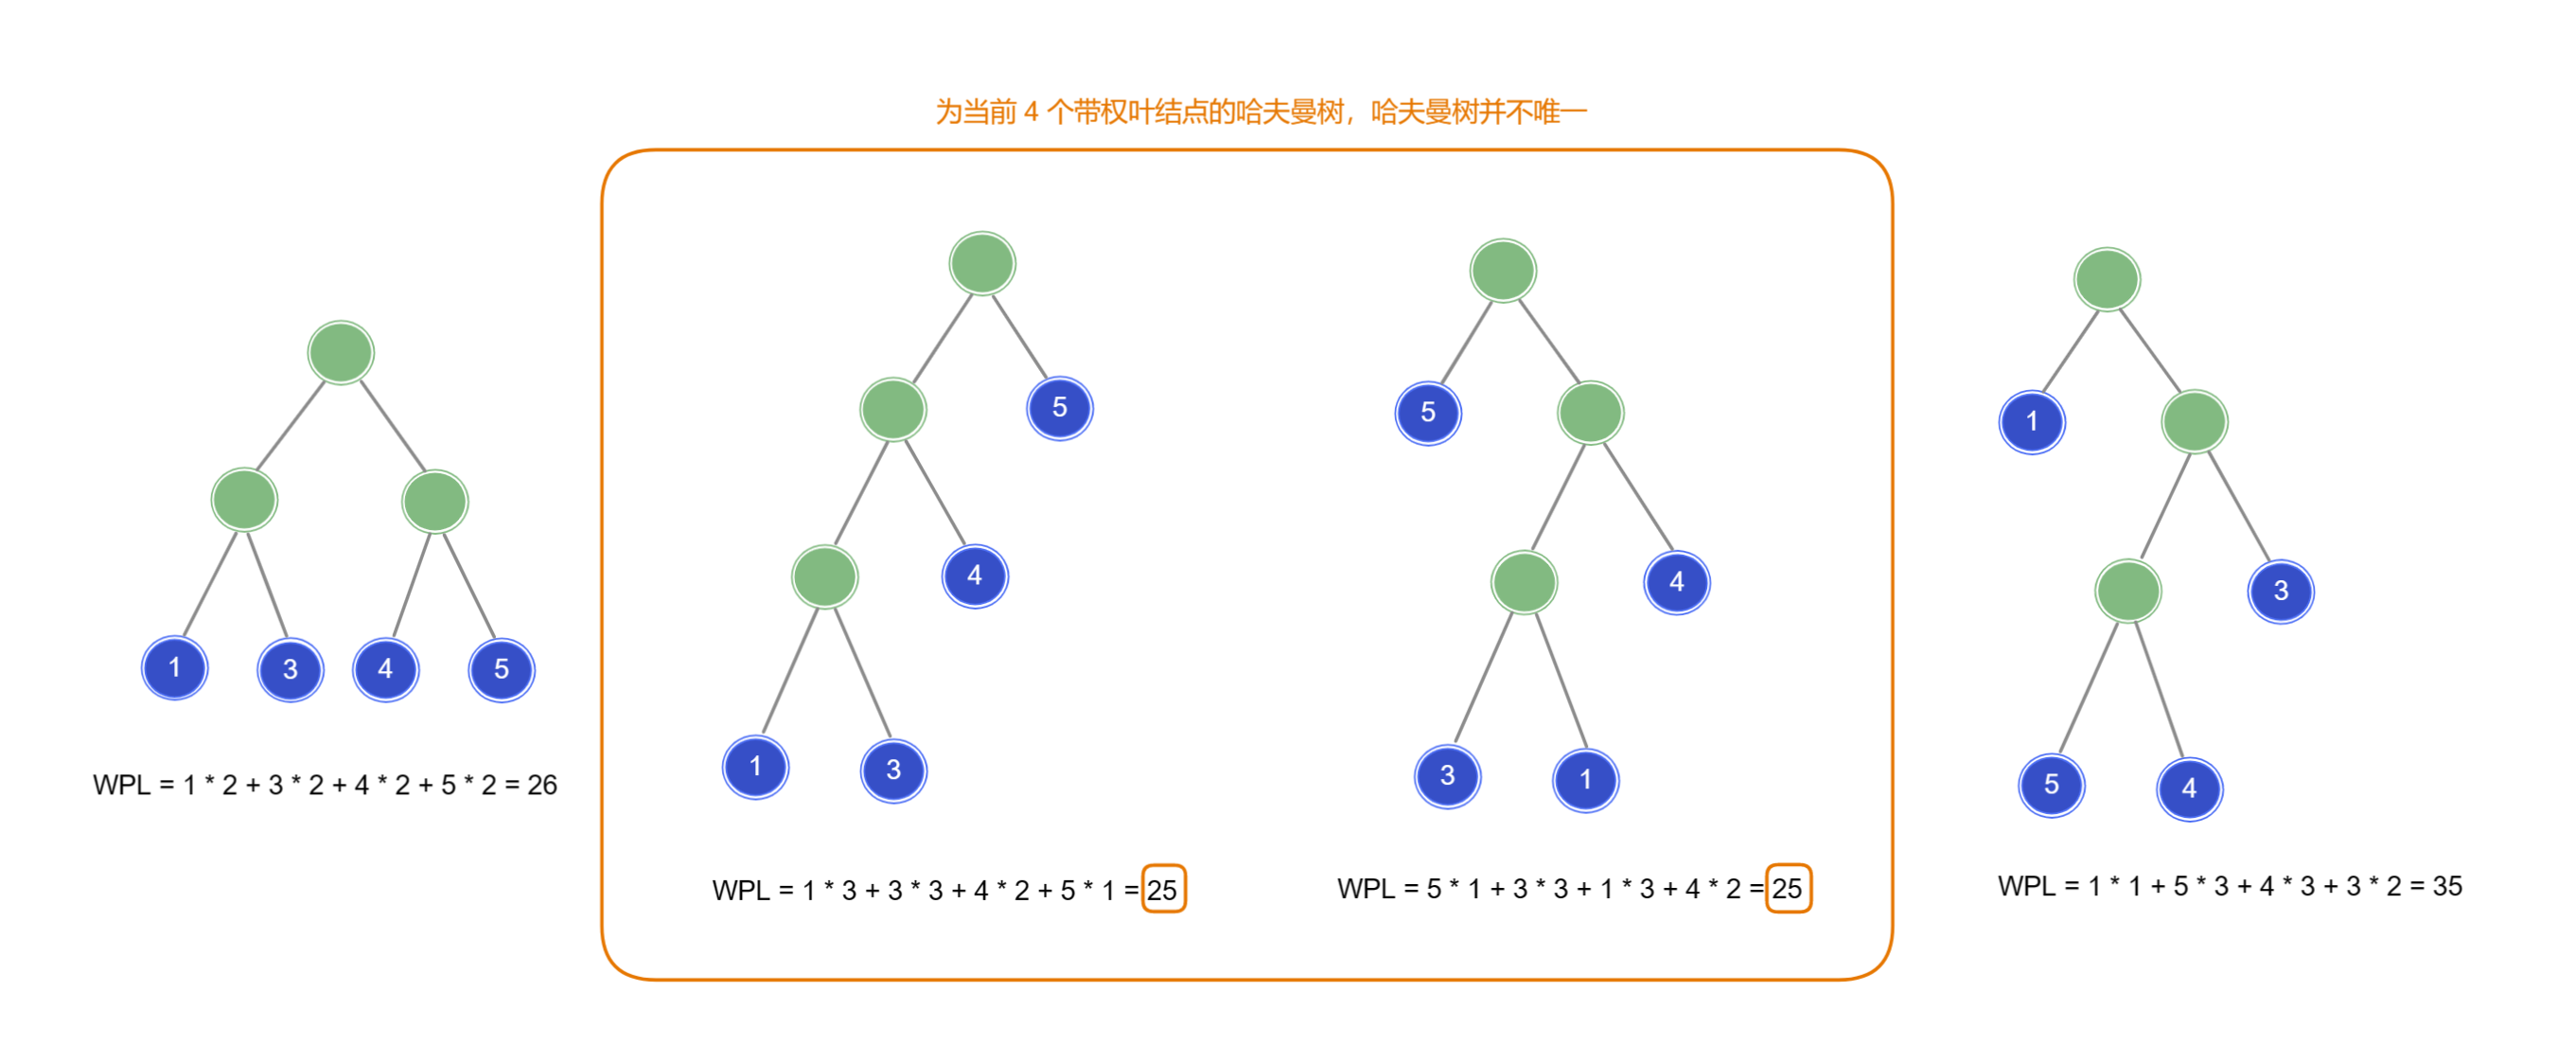 为当前 4 个带权叶结点的哈夫曼树，哈夫曼树并不唯一
1 3 4 5
WPL = 1 * 2 + 3 * 2 + 4 * 2 + 5 * 2 = 26
5
4
1 3
WPL = 1 * 3 + 3 * 3 + 4 * 2 + 5 * 1 = 25
5
4
3 1
WPL = 5 * 1 + 3 * 3 + 1 * 3 + 4 * 2 = 25
1
3
5 4
WPL = 1 * 1 + 5 * 3 + 4 * 3 + 3 * 2 = 35